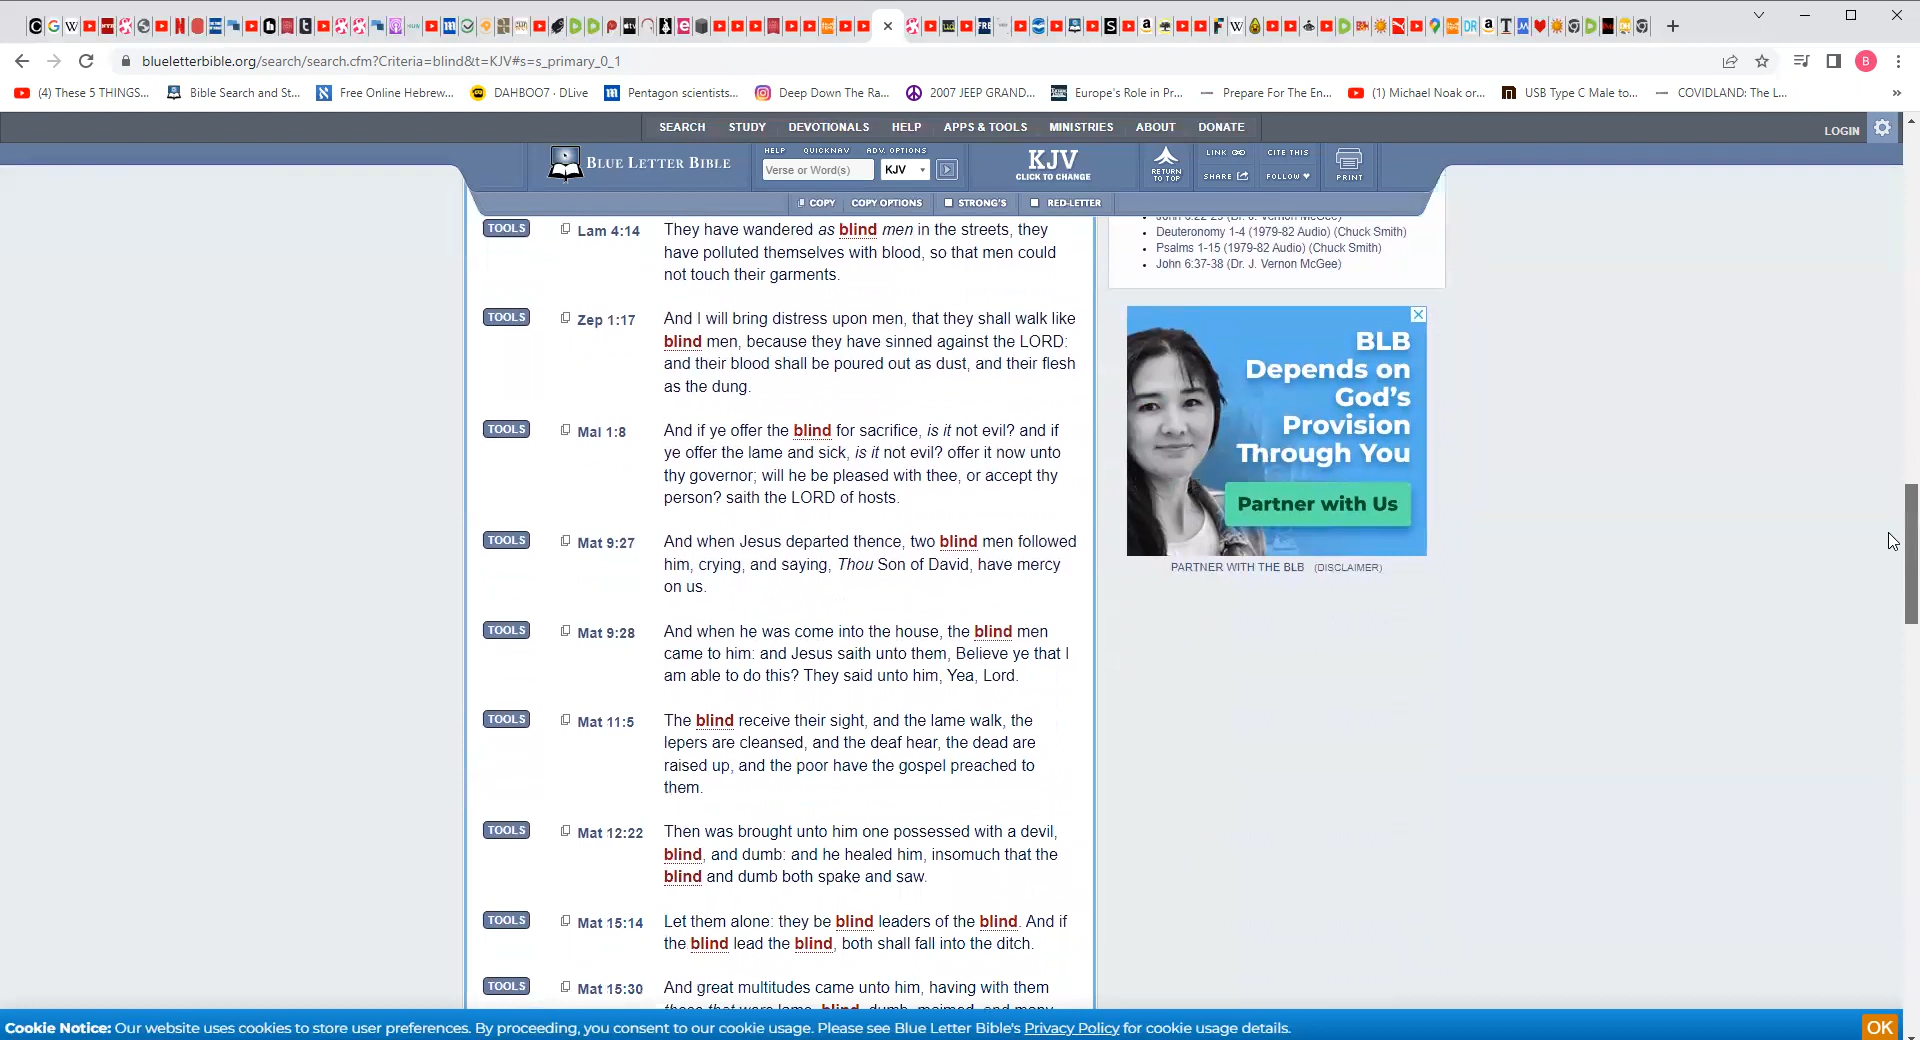 blueletterbible.org/search/search.cfm?Criteria=blind&t=KJV#s=s_primary_0_1
B
(4) These 5 THINGS... Bible Search and St... Free Online Hebrew... DAHBOO7 · DLive Pentagon scientists... Deep Down The Ra... 2007 JEEP GRAND... Europe's Role in Pr... Prepare For The En... (1) Michael Noak or... USB Type C Male to... COVIDLAND: The L...
SEARCH STUDY DEVOTIONALS HELP APPS & TOOLS MINISTRIES ABOUT DONATE
LOGIN
HELP QUICKNAV ADV. OPTIONS
BLUE LETTER BIBLE
Verse or Word(s) KJV
KJV
CLICK TO CHANGE
RETURN
TO TOP
LINK CITE THIS
SHARE FOLLOW
PRINT
COPY COPY OPTIONS STRONG'S RED-LETTER
TOOLS Lam 4:14 They have wandered as blind men in the streets, they
have polluted themselves with blood, so that men could
not touch their garments.
TOOLS Zep 1:17 And I will bring distress upon men, that they shall walk like
blind men, because they have sinned against the LORD:
and their blood shall be poured out as dust, and their flesh
as the dung.
TOOLS Mal 1:8 And if ye offer the blind for sacrifice, is it not evil? and if
ye offer the lame and sick, is it not evil? offer it now unto
thy governor; will he be pleased with thee, or accept thy
person? saith the LORD of hosts.
TOOLS Mat 9:27 And when Jesus departed thence, two blind men followed
him, crying, and saying, Thou Son of David, have mercy
on us.
TOOLS Mat 9:28 And when he was come into the house, the blind men
came to him: and Jesus saith unto them, Believe ye that I
am able to do this? They said unto him, Yea, Lord.
TOOLS Mat 11:5 The blind receive their sight, and the lame walk, the
lepers are cleansed, and the deaf hear, the dead are
raised up, and the poor have the gospel preached to
them.
TOOLS Mat 12:22 Then was brought unto him one possessed with a devil,
blind, and dumb: and he healed him, insomuch that the
blind and dumb both spake and saw.
TOOLS Mat 15:14 Let them alone: they be blind leaders of the blind. And if
the blind lead the blind, both shall fall into the ditch.
TOOLS Mat 15:30 And great multitudes came unto him, having with them
those that were lame, blind, dumb, maimed, and many
John 6:22-29 (Dr. J. Vernon McGee)
Deuteronomy 1-4 (1979-82 Audio) (Chuck Smith)
Psalms 1-15 (1979-82 Audio) (Chuck Smith)
John 6:37-38 (Dr. J. Vernon McGee)
BLB
Depends on
God's
Provision
Through You
Partner with Us
PARTNER WITH THE BLB (DISCLAIMER)
Cookie Notice: Our website uses cookies to store user preferences. By proceeding, you consent to our cookie usage. Please see Blue Letter Bible's Privacy Policy for cookie usage details.
OK